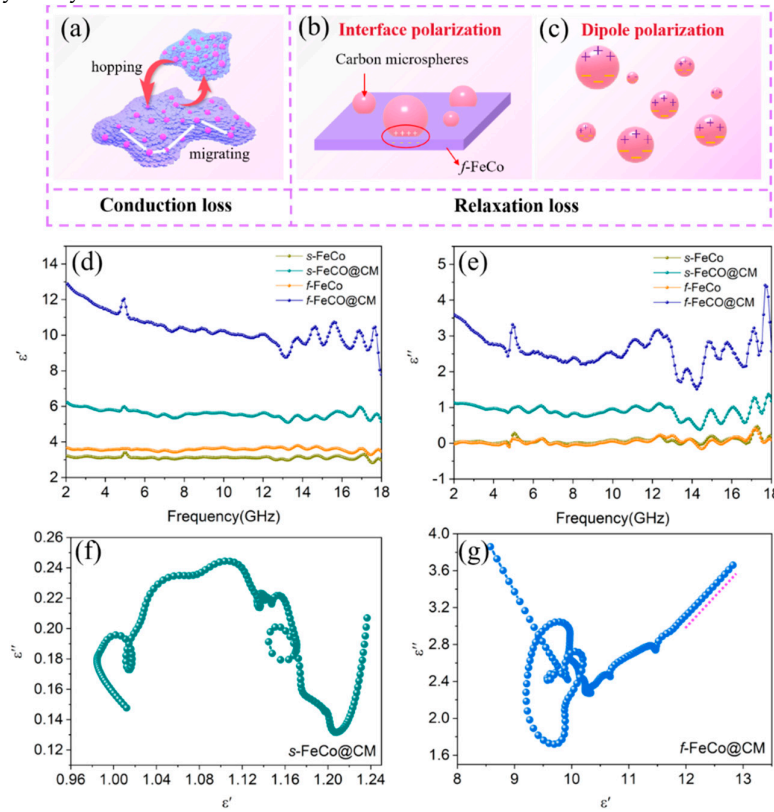 (a)
hopping
migrating
Conduction loss
(b)
Interface polarization
Carbon microspheres
f-FeCo
(c)
Dipole polarization
Relaxation loss
(d)
s-FeCo
s-FeCO@CM
f-FeCo
f-FeCO@CM
ε′
14
12
10
8
6
4
2
2 4 6 8 10 12 14 16 18
Frequency(GHz)
(e)
s-FeCo
s-FeCO@CM
f-FeCo
f-FeCO@CM
ε″
5
4
3
2
1
0
-1
2 4 6 8 10 12 14 16 18
Frequency(GHz)
(f)
ε″
0.26
0.24
0.22
0.20
0.18
0.16
0.14
0.12
0.96 1.00 1.04 1.08 1.12 1.16 1.20 1.24
s-FeCo@CM
ε′
(g)
ε″
4.0
3.6
3.2
2.8
2.4
2.0
1.6
8 9 10 11 12 13
f-FeCo@CM
ε′